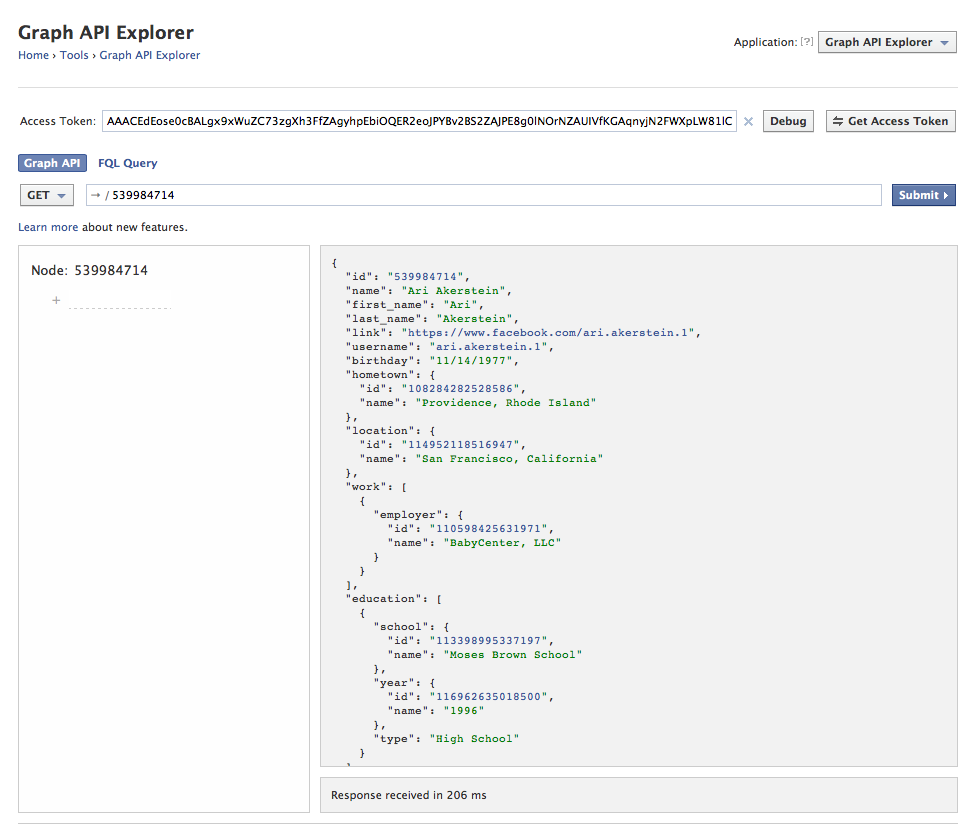 Graph API Explorer
Home › Tools › Graph API Explorer
Application: [?] Graph API Explorer
Access Token: AAACEdEose0cBALgx9xWuZC73zgXh3FfZAgyhpEbiOQER2eoJPYBv2BS2ZAJPE8g0lNOrNZAUIVfKGAqnyjN2FWXpLW81lC Debug Get Access Token
Graph API FQL Query
GET → / 539984714 Submit
Learn more about new features.
Node: 539984714
+
{
"id": "539984714",
"name": "Ari Akerstein",
"first_name": "Ari",
"last_name": "Akerstein",
"link": "https://www.facebook.com/ari.akerstein.1",
"username": "ari.akerstein.1",
"birthday": "11/14/1977",
"hometown": {
"id": "108284282528586",
"name": "Providence, Rhode Island"
},
"location": {
"id": "114952118516947",
"name": "San Francisco, California"
},
"work": [
{
"employer": {
"id": "110598425631971",
"name": "BabyCenter, LLC"
}
}
],
"education": [
{
"school": {
"id": "113398995337197",
"name": "Moses Brown School"
},
"year": {
"id": "116962635018500",
"name": "1996"
},
"type": "High School"
}
Response received in 206 ms